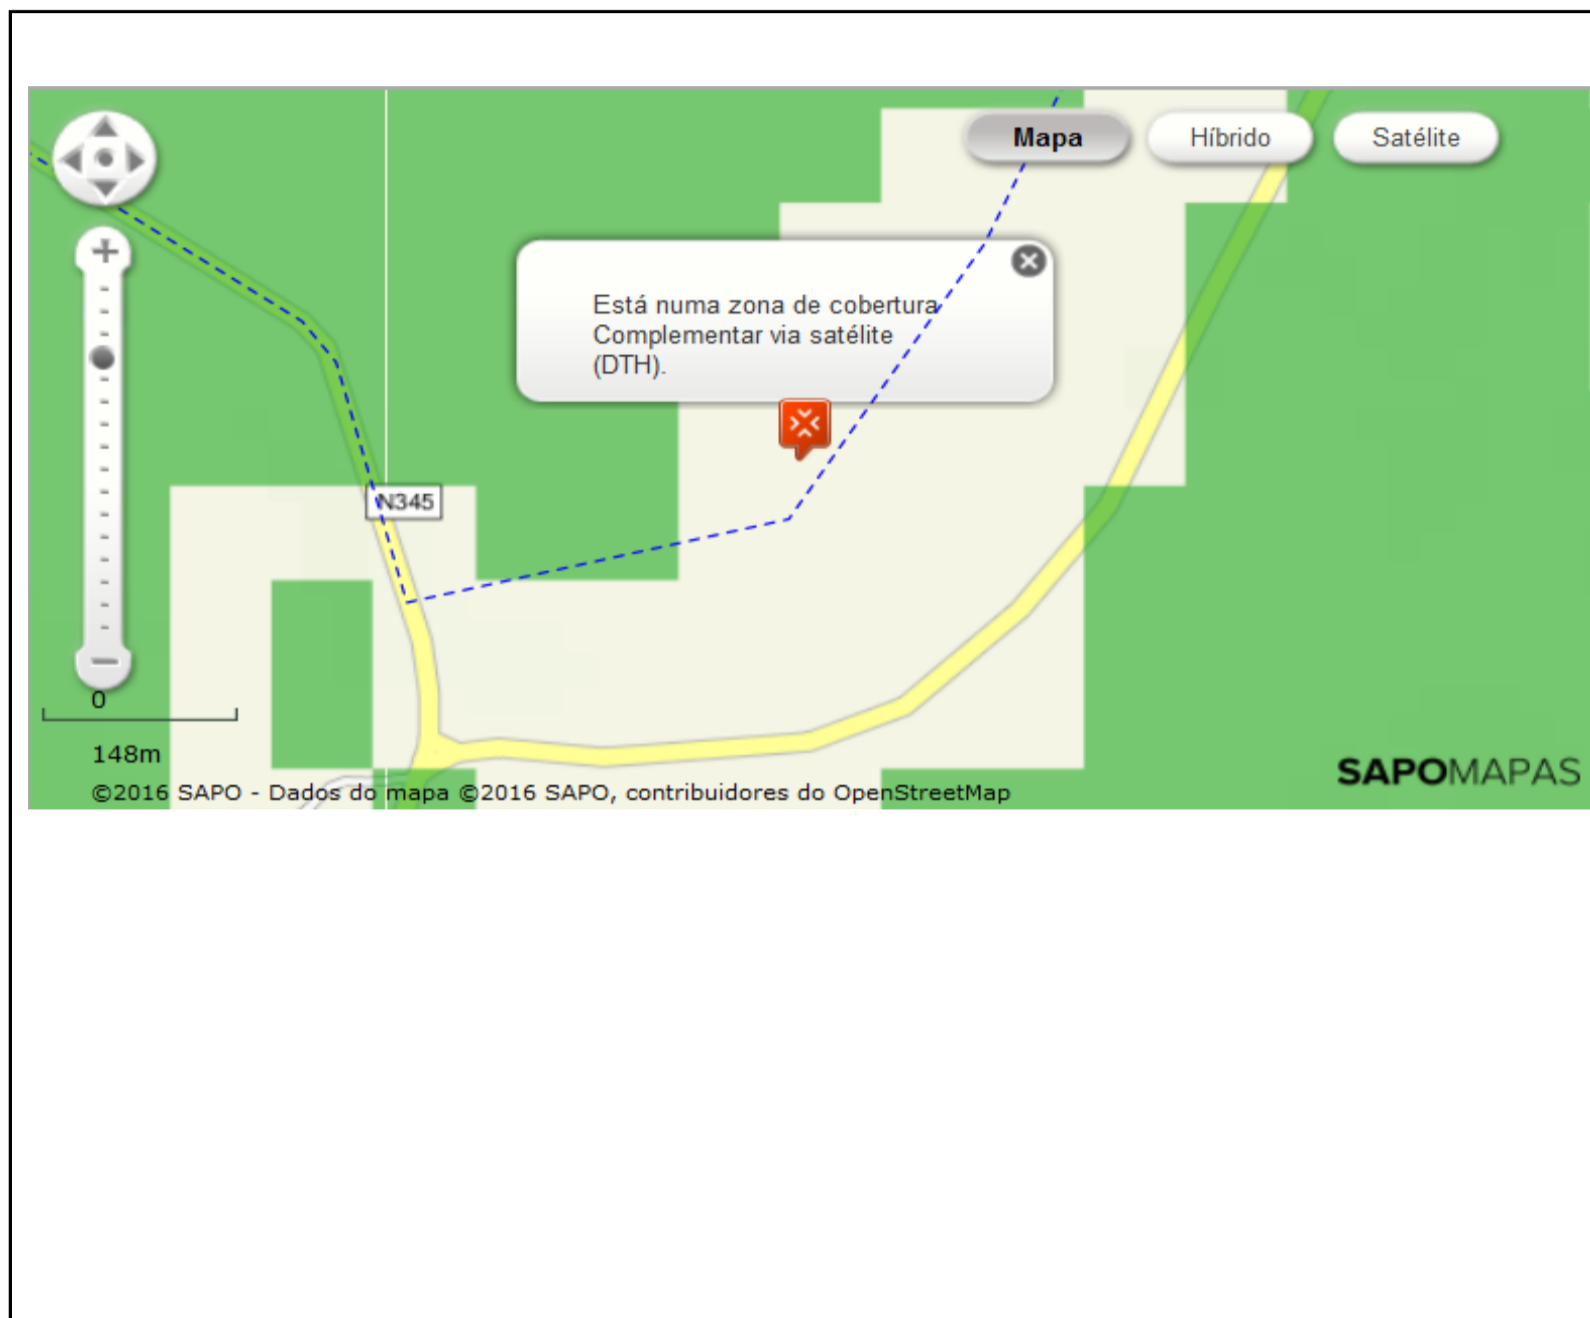 Mapa Híbrido Satélite
Está numa zona de cobertura
Complementar via satélite
(DTH).
N345
0
148m
©2016 SAPO - Dados do mapa ©2016 SAPO, contribuidores do OpenStreetMap
SAPOMAPAS